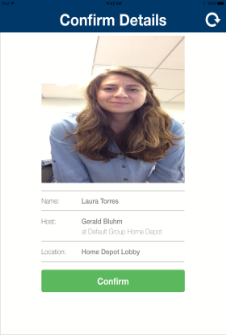 Confirm Details
Name: Laura Torres
Host: Gerald Bluhm
at Default Group Home Depot
Location: Home Depot Lobby
Confirm